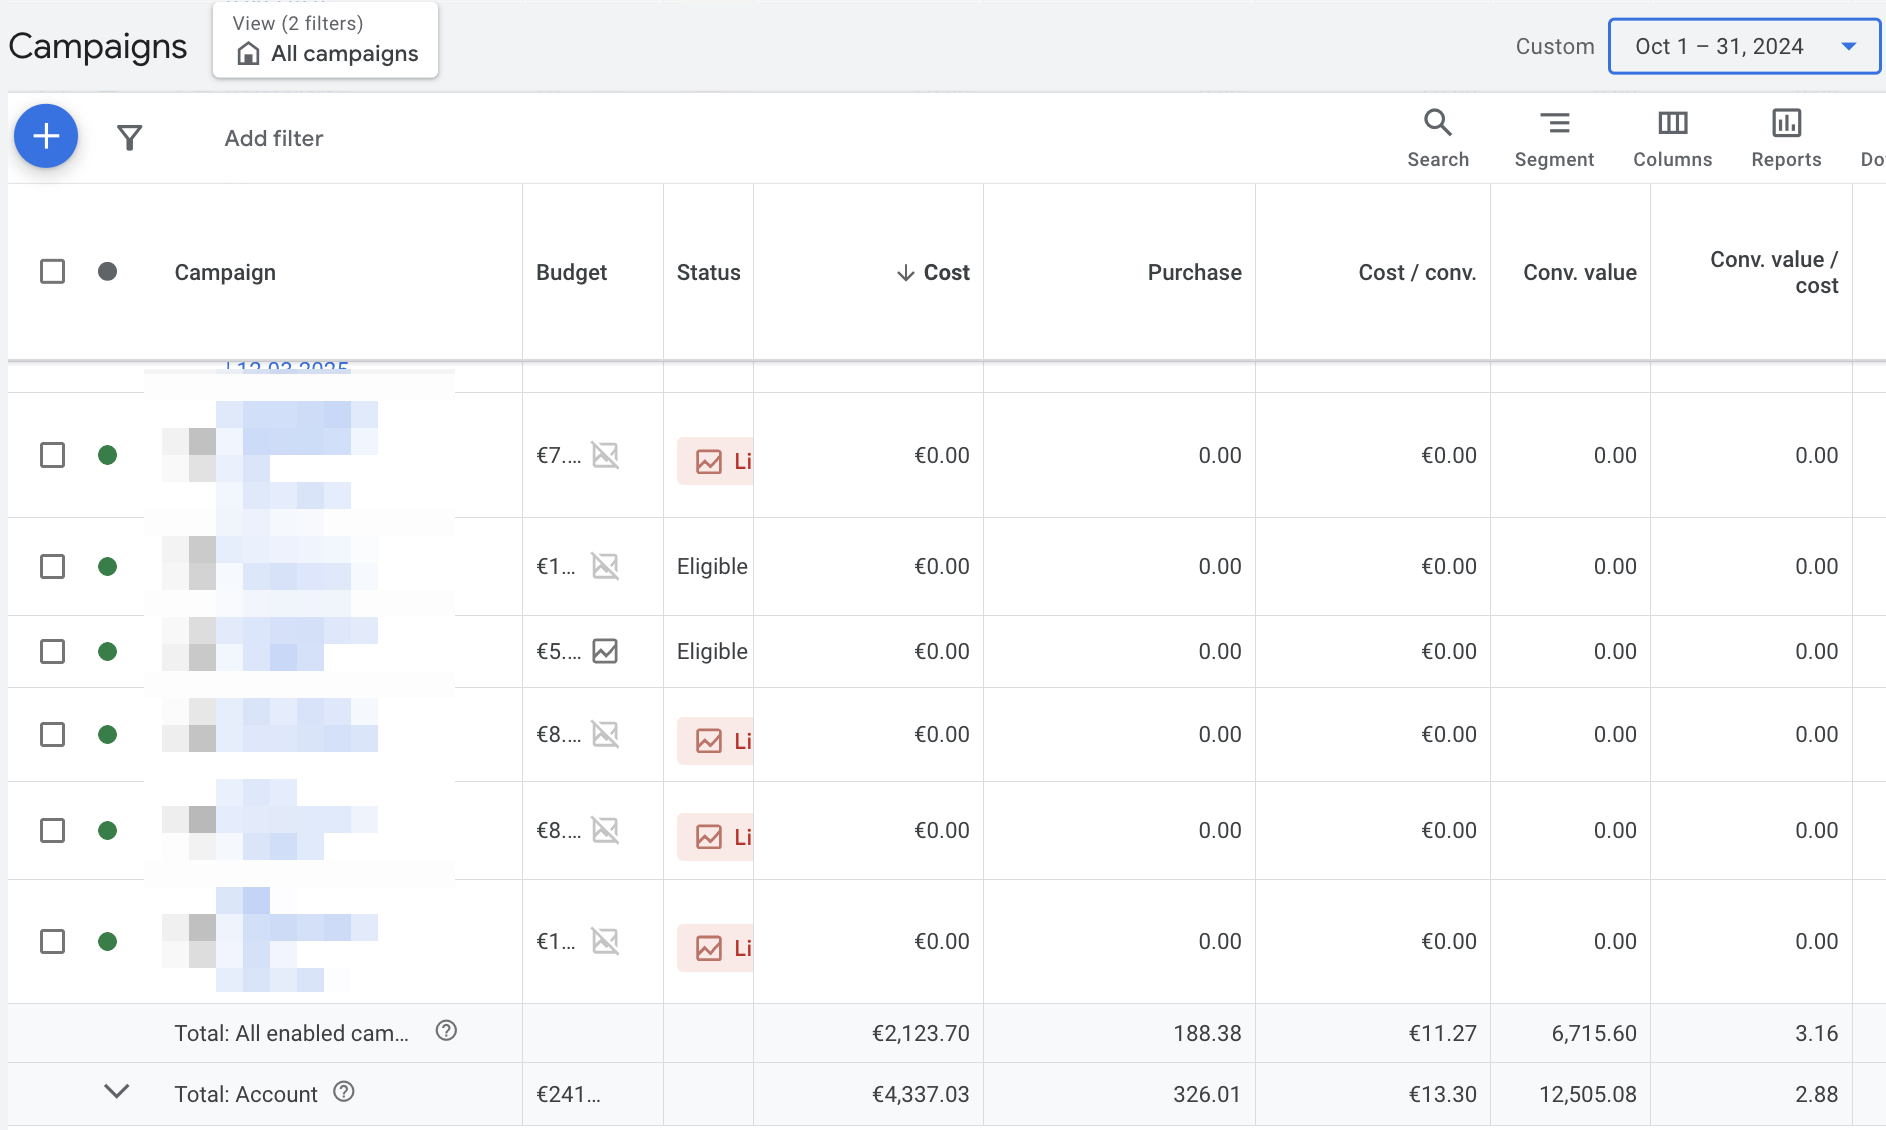 View (2 filters)
Campaigns
All campaigns
Custom
Oct 1 – 31, 2024
Add filter
Search
Segment
Columns
Reports
Do
Campaign
Budget
Status
Cost
Purchase
Cost / conv.
Conv. value
Conv. value /
cost
| 12.03.2025
€7....
Li
€0.00
0.00
€0.00
0.00
0.00
€1...
Eligible
€0.00
0.00
€0.00
0.00
0.00
€5....
Eligible
€0.00
0.00
€0.00
0.00
0.00
€8....
Li
€0.00
0.00
€0.00
0.00
0.00
€8....
Li
€0.00
0.00
€0.00
0.00
0.00
€1...
Li
€0.00
0.00
€0.00
0.00
0.00
Total: All enabled cam...
€2,123.70
188.38
€11.27
6,715.60
3.16
Total: Account
€241...
€4,337.03
326.01
€13.30
12,505.08
2.88